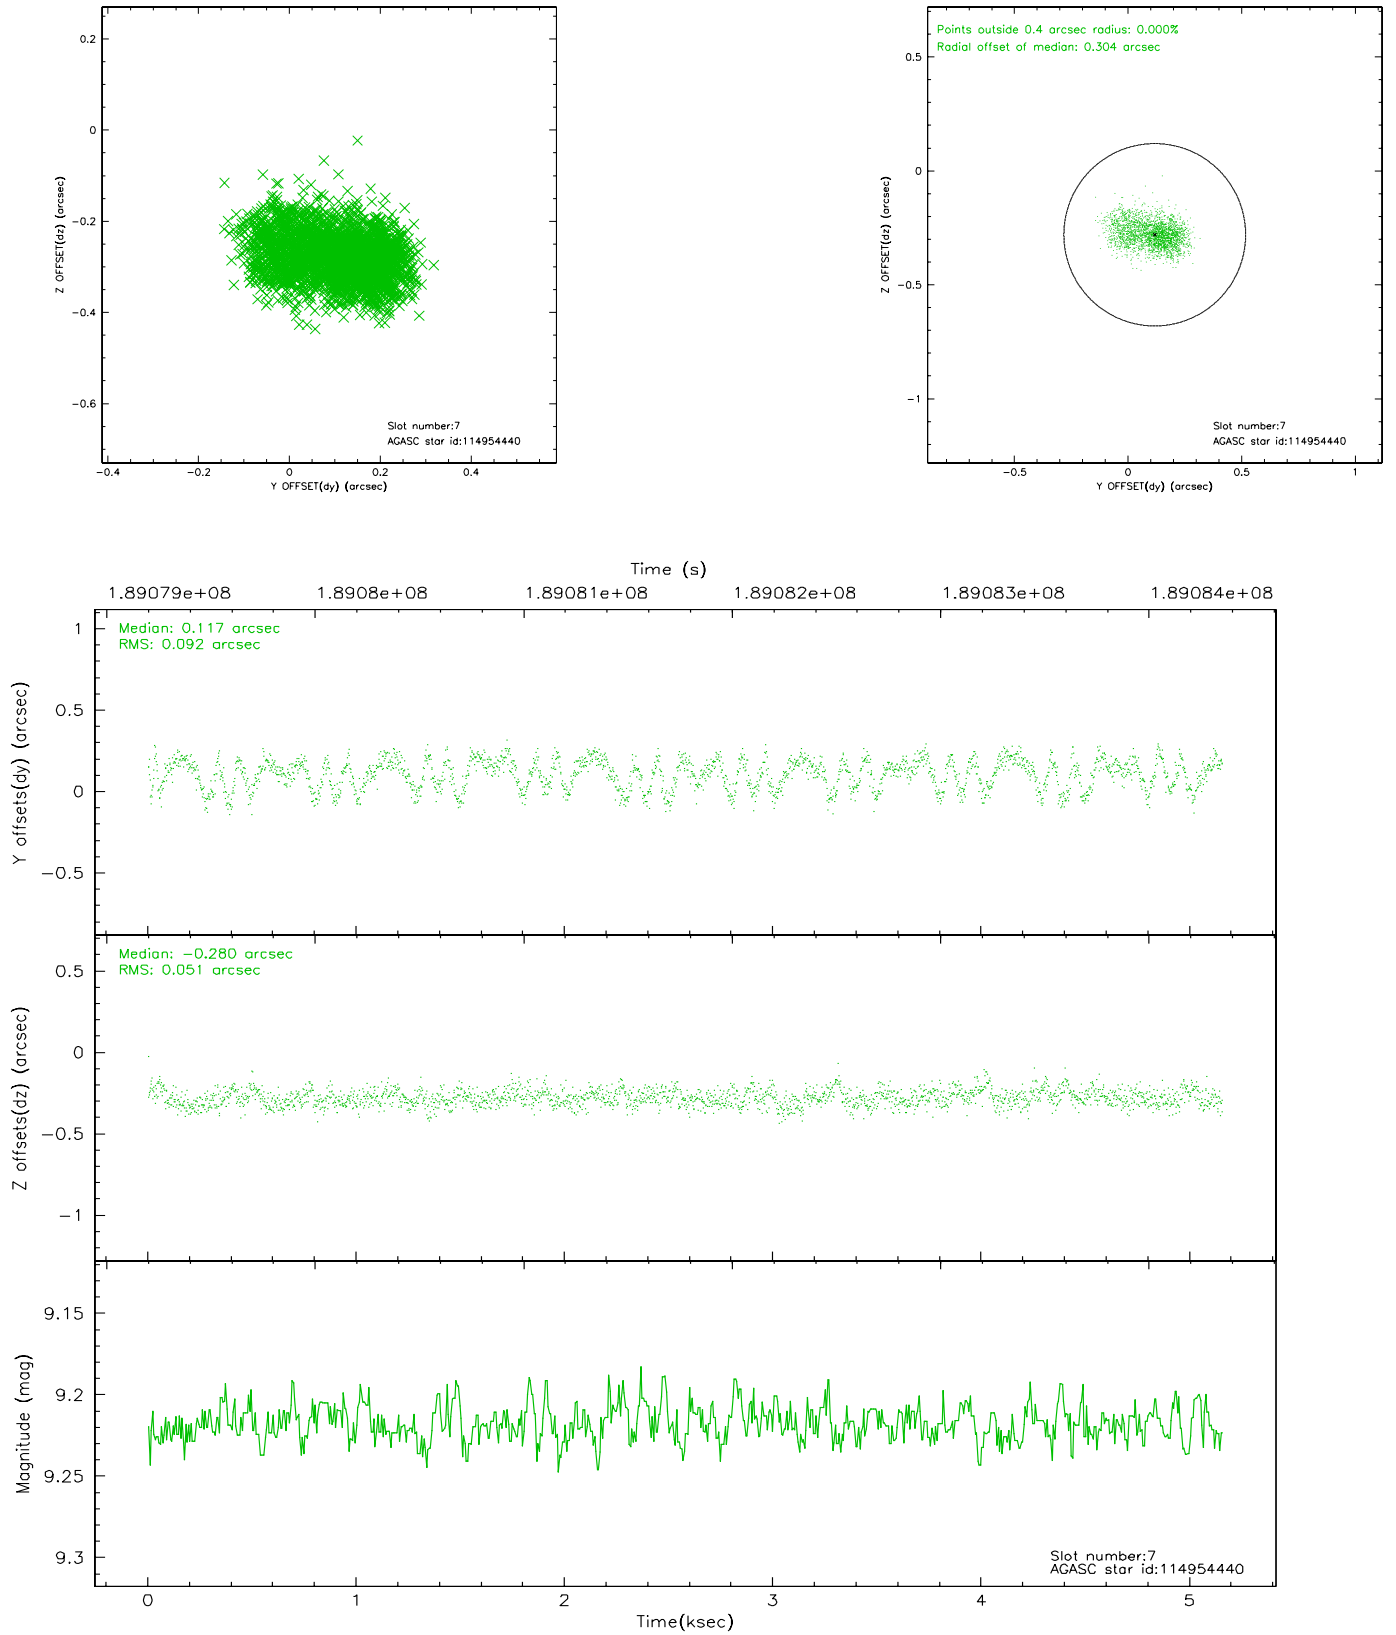 0.2
0
-0.2
-0.4
-0.6
Z OFFSET(dz) (arcsec)
Slot number:7
AGASC star id:114954440
-0.4 -0.2 0 0.2 0.4
Y OFFSET(dy) (arcsec)
Points outside 0.4 arcsec radius: 0.000%
Radial offset of median: 0.304 arcsec
0.5
0
-0.5
-1
Z OFFSET(dz) (arcsec)
Slot number:7
AGASC star id:114954440
-0.5 0 0.5 1
Y OFFSET(dy) (arcsec)
Time (s)
1.89079e+08 1.8908e+08 1.89081e+08 1.89082e+08 1.89083e+08 1.89084e+08
Median: 0.117 arcsec
RMS: 0.092 arcsec
1
0.5
0
-0.5
Y offsets(dy) (arcsec)
Median: -0.280 arcsec
RMS: 0.051 arcsec
0.5
0
-0.5
-1
Z offsets(dz) (arcsec)
9.15
9.2
9.25
9.3
Magnitude (mag)
Slot number:7
AGASC star id:114954440
0 1 2 3 4 5
Time(ksec)